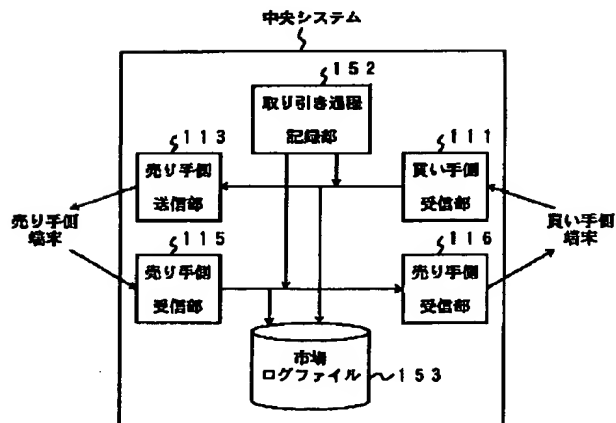 中央システム
152
取り引き過程
記録部
113
売り手側
送信部
111
買い手側
受信部
売り手側
端末
買い手側
端末
115
売り手側
受信部
116
売り手側
受信部
市場
ログファイル
153